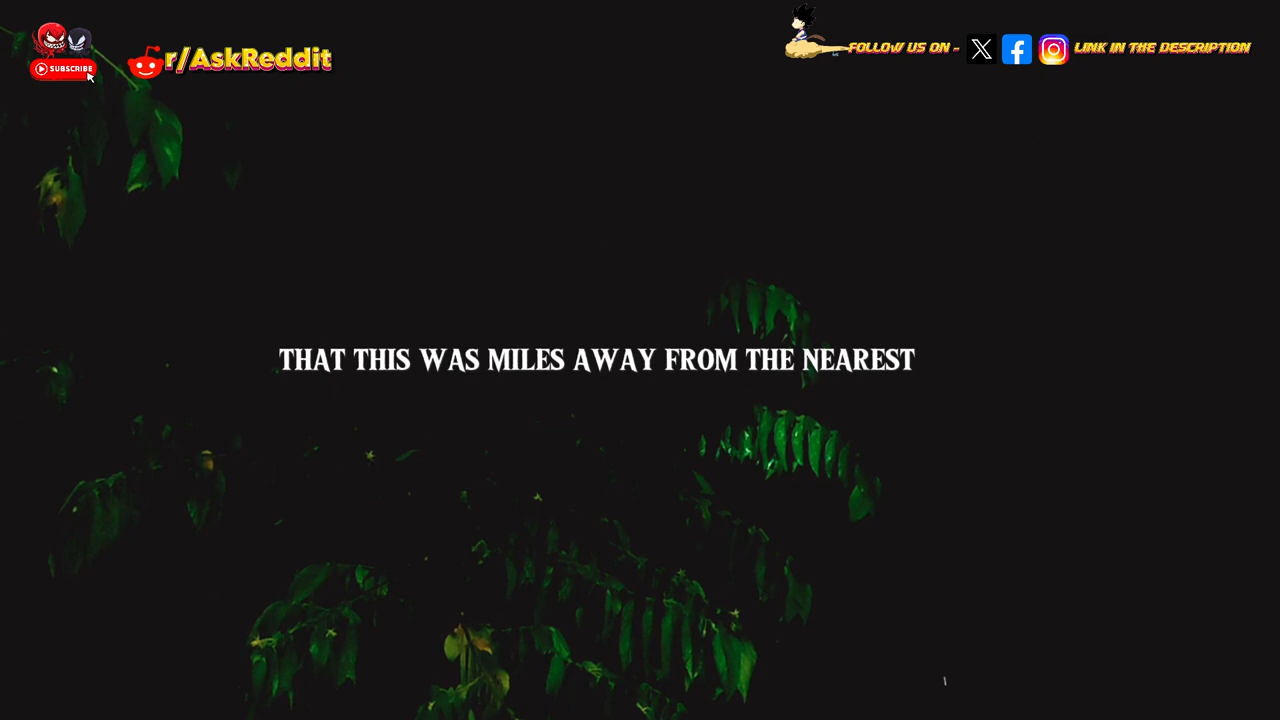 SUBSCRIBE
r/AskReddit
FOLLOW US ON -
LINK IN THE DESCRIPTION
THAT THIS WAS MILES AWAY FROM THE NEAREST